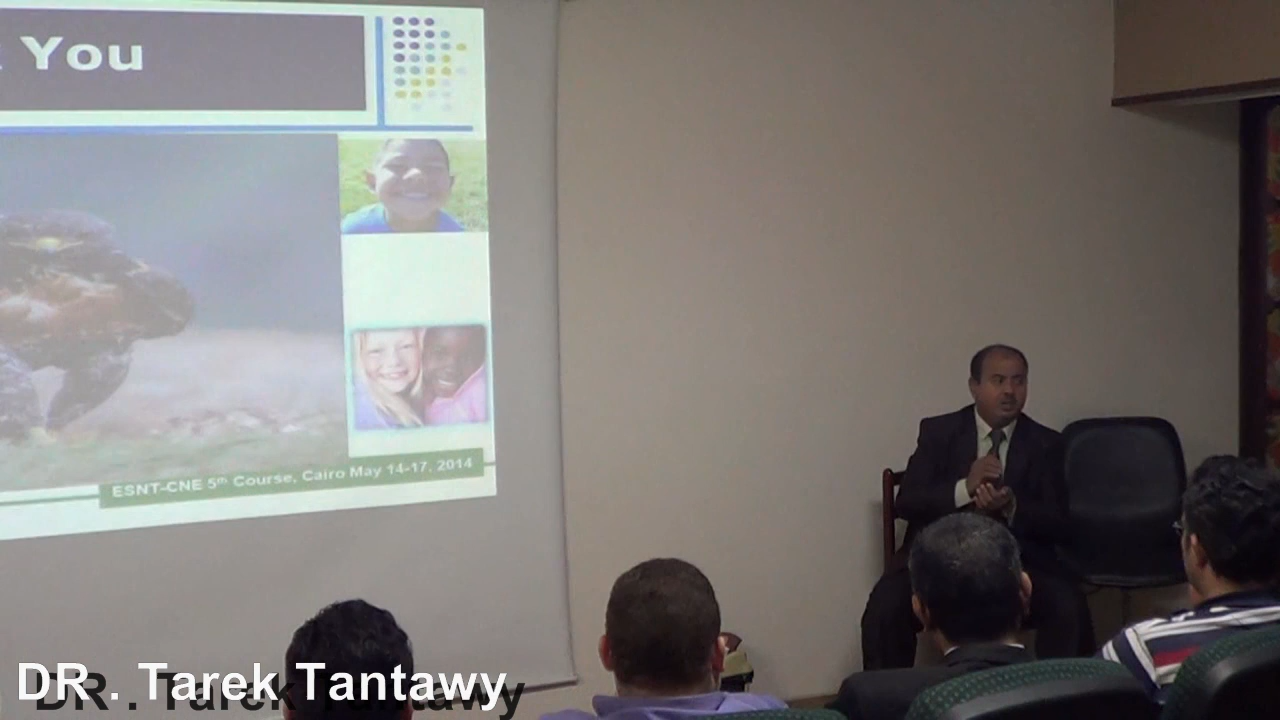 You
ESNT-CNE 5th Course, Cairo May 14-17, 2014
DR . Tarek Tantawy